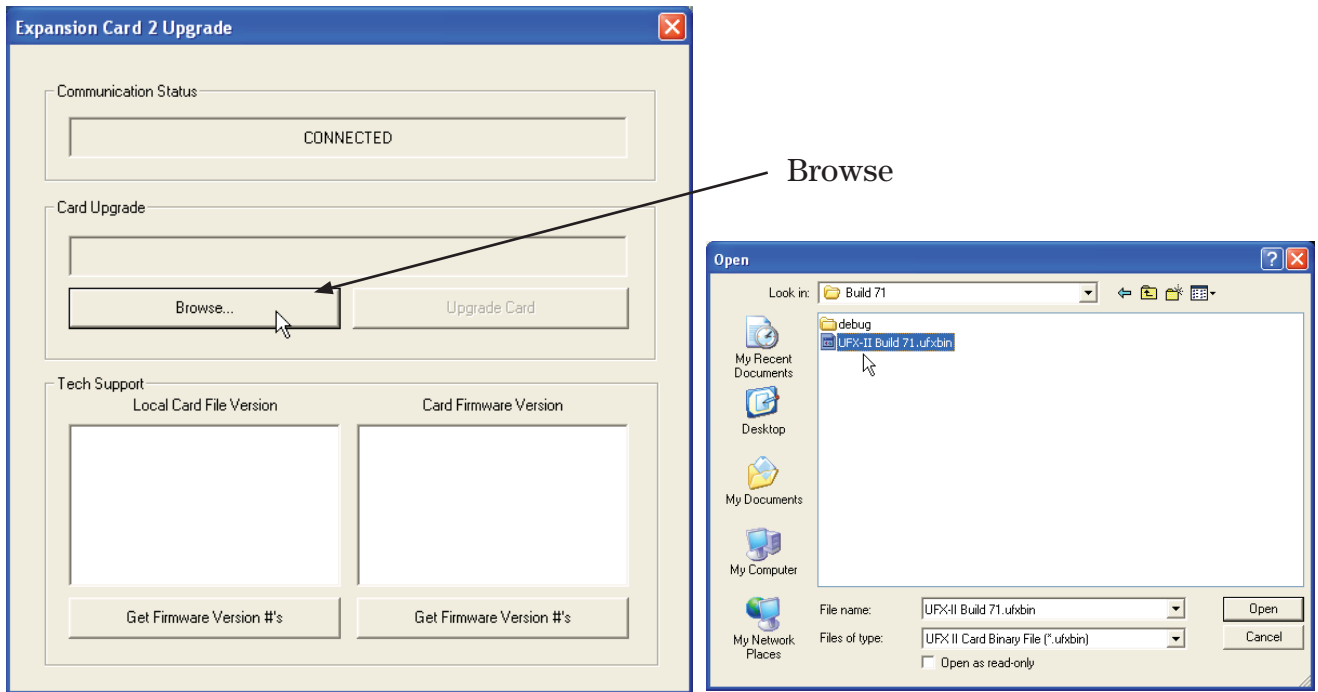 Expansion Card 2 Upgrade
Communication Status
CONNECTED
Browse
Card Upgrade
Browse...
Upgrade Card
Tech Support
Local Card File Version
Card Firmware Version
Get Firmware Version #'s
Get Firmware Version #'s
Open
Look in:
Build 71
debug
UFX-II Build 71.ufxbin
My Recent
Documents
Desktop
My Documents
My Computer
My Network
Places
File name:
UFX-II Build 71.ufxbin
Open
Files of type:
UFX II Card Binary File (*.ufxbin)
Cancel
Open as read-only